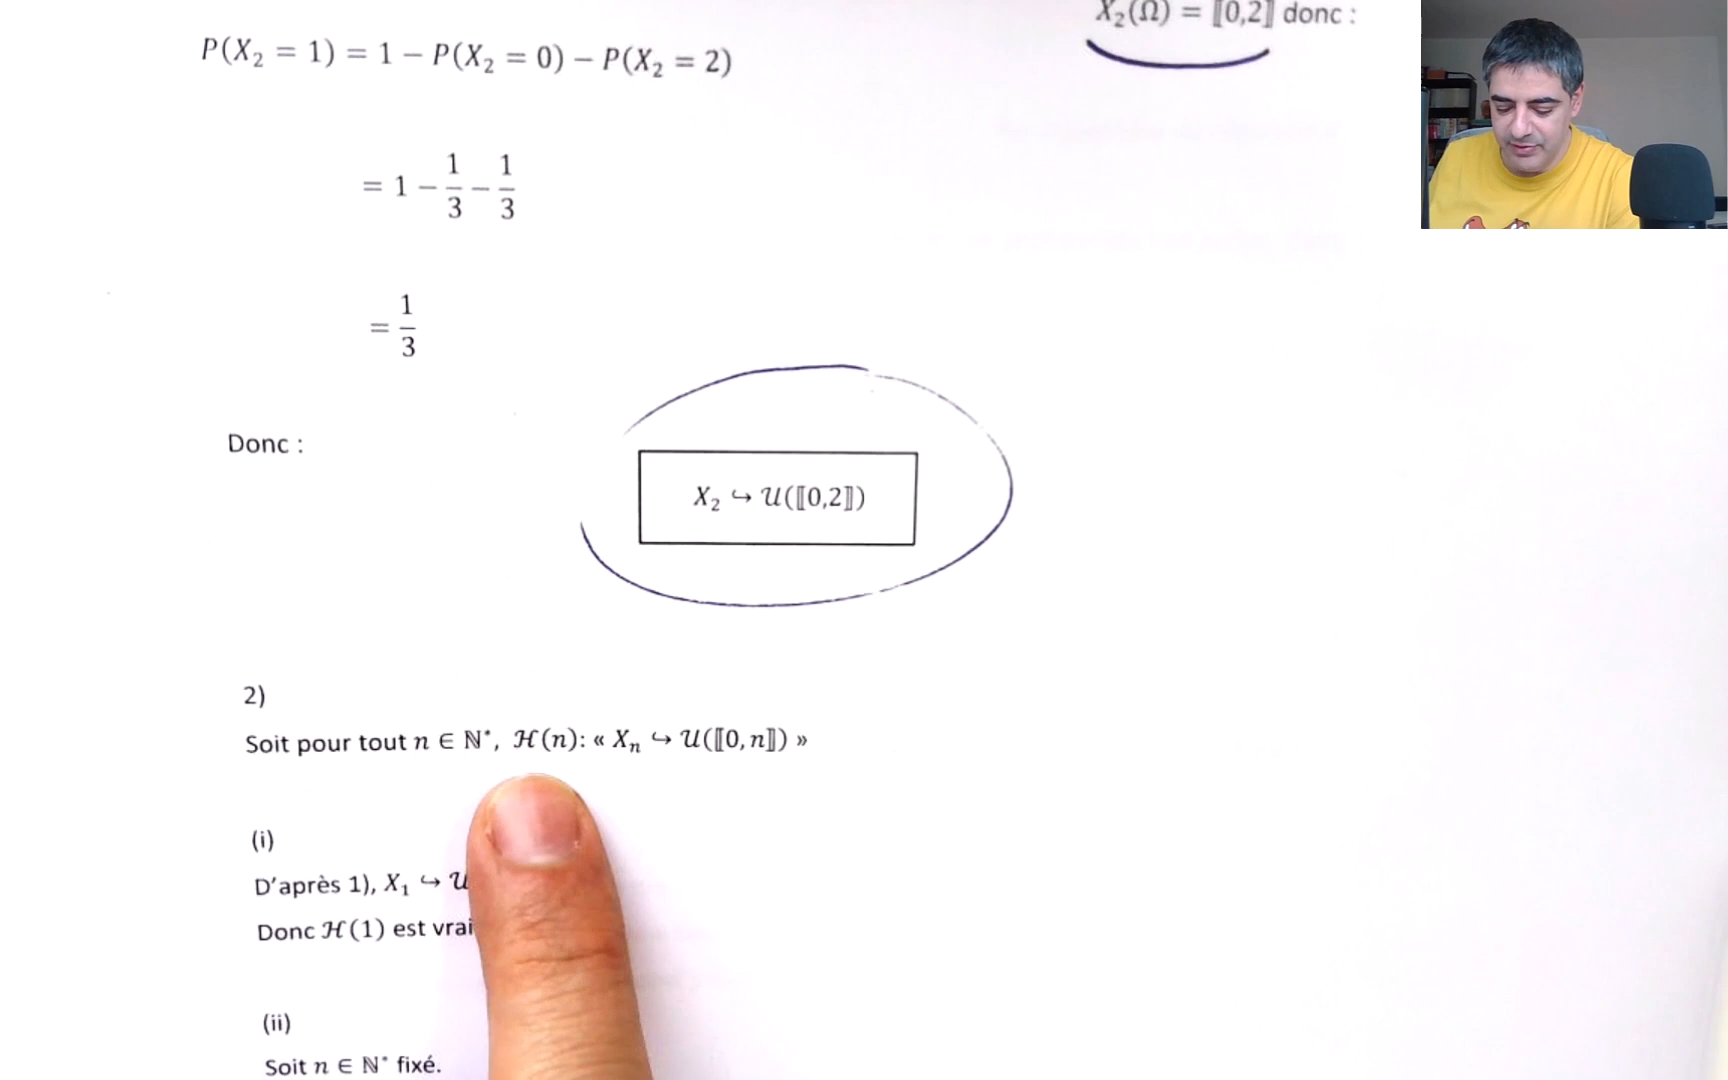 X₂(Ω) = ⟦0,2⟧ donc :
P(X₂ = 1) = 1 − P(X₂ = 0) − P(X₂ = 2)
= 1 − 1/3 − 1/3
= 1/3
Donc :
X₂ ↪ 𝒰(⟦0,2⟧)
2)
Soit pour tout n ∈ ℕ*, ℋ(n): « Xₙ ↪ 𝒰(⟦0, n⟧) »
(i)
D'après 1), X₁ ↪ 𝒰
Donc ℋ(1) est vrai
(ii)
Soit n ∈ ℕ* fixé.